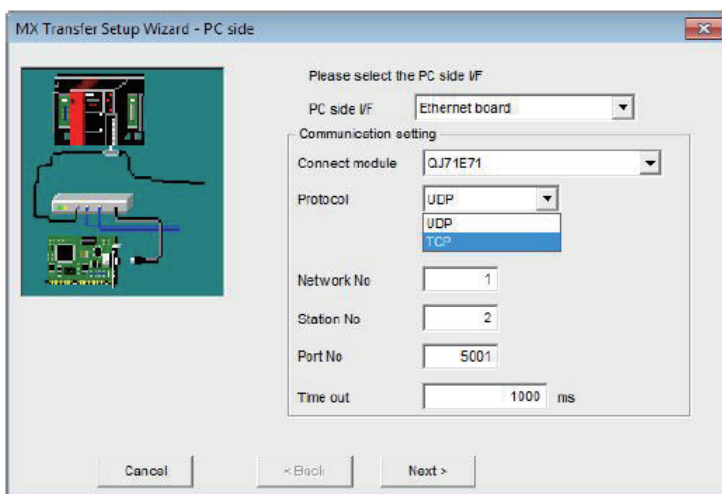 MX Transfer Setup Wizard - PC side
Please select the PC side I/F
PC side I/F Ethernet board
Communication setting
Connect module QJ71E71
Protocol UDP
UDP
TCP
Network No 1
Station No 2
Port No 5001
Time out 1000 ms
Cancel < Back Next >